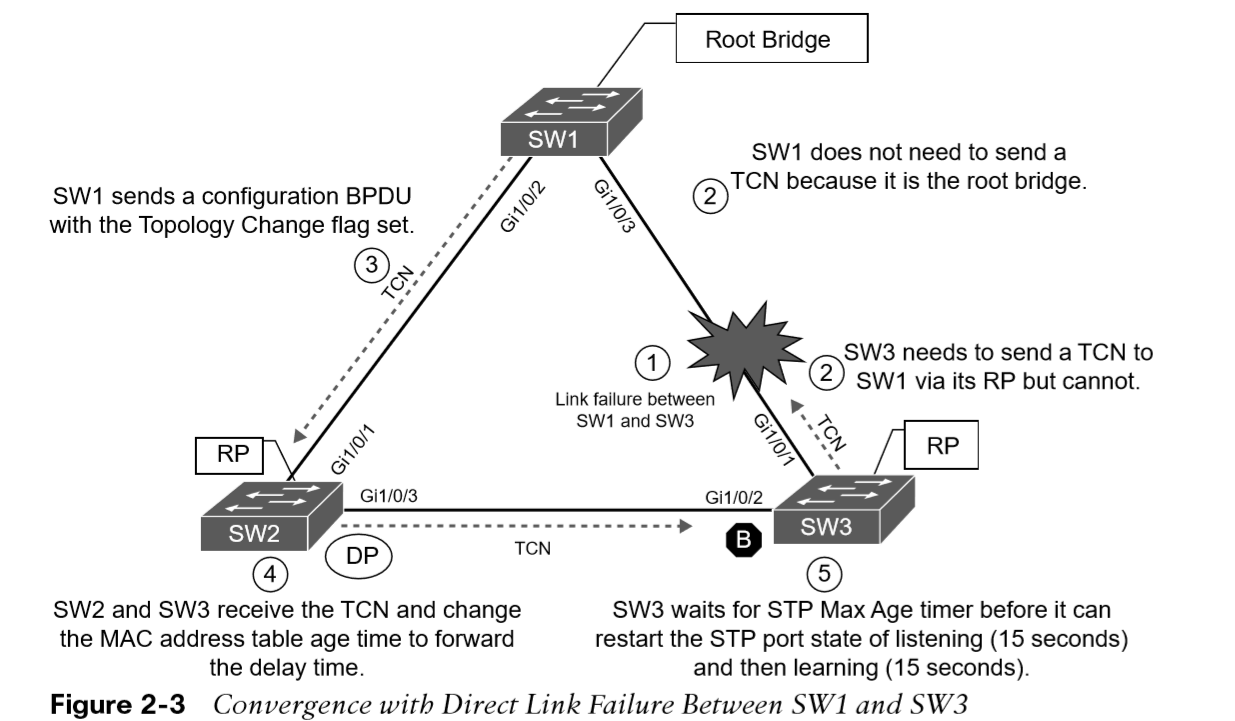 Root Bridge
SW1
SW1 does not need to send a
TCN because it is the root bridge.
2
SW1 sends a configuration BPDU
with the Topology Change flag set.
3
TCN
Gi1/0/2
Gi1/0/3
1
Link failure between
SW1 and SW3
2
SW3 needs to send a TCN to
SW1 via its RP but cannot.
TCN
Gi1/0/1
RP
RP
Gi1/0/1
SW2
Gi1/0/3
Gi1/0/2
SW3
DP
TCN
B
4
SW2 and SW3 receive the TCN and change
the MAC address table age time to forward
the delay time.
5
SW3 waits for STP Max Age timer before it can
restart the STP port state of listening (15 seconds)
and then learning (15 seconds).
Figure 2-3 Convergence with Direct Link Failure Between SW1 and SW3